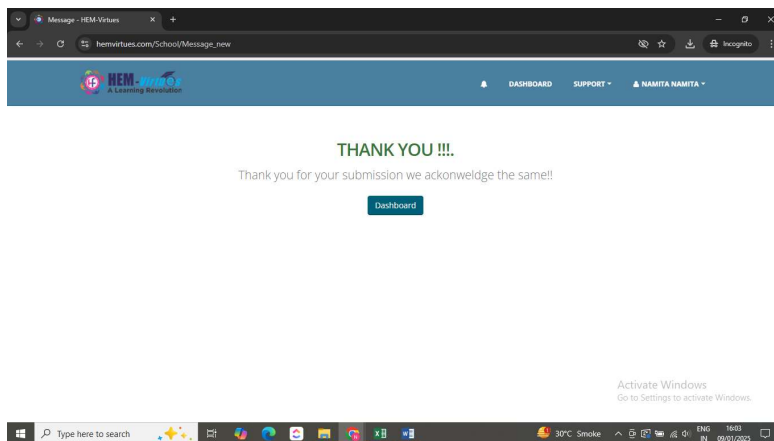 Message - HEM-Virtues
hemvirtues.com/School/Message_new
Incognito
HEM-Virtues
A Learning Revolution
DASHBOARD
SUPPORT
NAMITA NAMITA
THANK YOU !!!.
Thank you for your submission we ackonweldge the same!!
Dashboard
Activate Windows
Go to Settings to activate Windows.
Type here to search
30°C Smoke
ENG
IN
16:03
09/01/2025